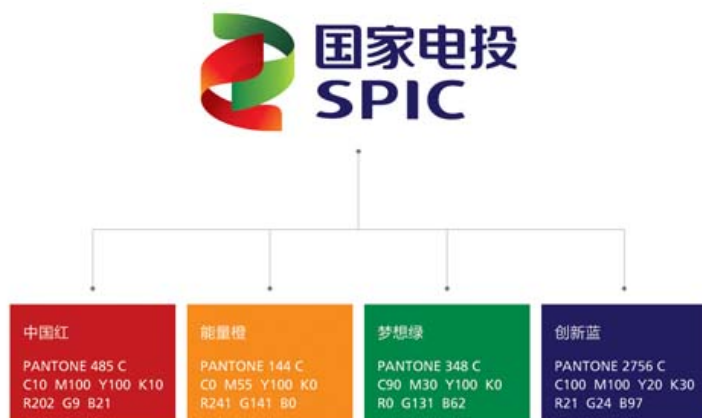 国家电投
SPIC
中国红
PANTONE 485 C
C10 M100 Y100 K10
R202 G9 B21
能量橙
PANTONE 144 C
C0 M55 Y100 K0
R241 G141 B0
梦想绿
PANTONE 348 C
C90 M30 Y100 K0
R0 G131 B62
创新蓝
PANTONE 2756 C
C100 M100 Y20 K30
R21 G24 B97